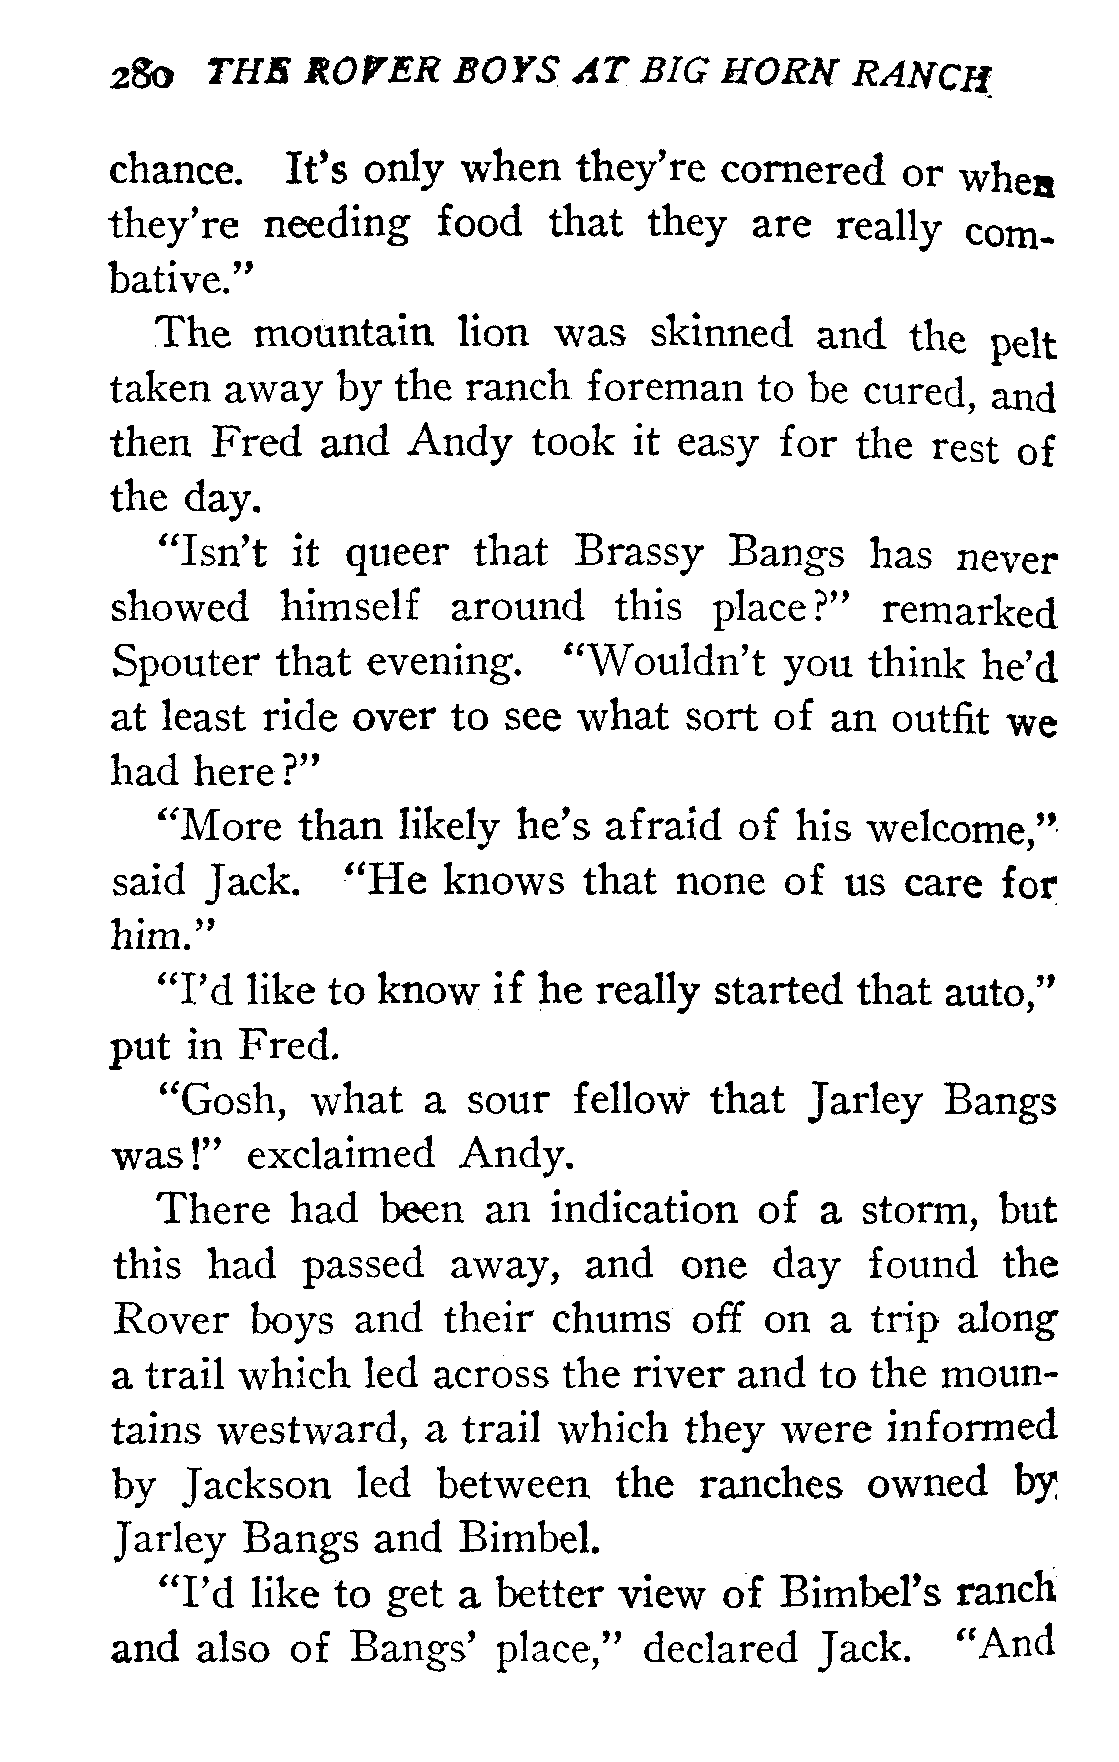 280 THE ROVER BOYS AT BIG HORN RANCH
chance. It's only when they're cornered or when
they're needing food that they are really com-
bative."
The mountain lion was skinned and the pelt
taken away by the ranch foreman to be cured, and
then Fred and Andy took it easy for the rest of
the day.
"Isn't it queer that Brassy Bangs has never
showed himself around this place?" remarked
Spouter that evening. "Wouldn't you think he'd
at least ride over to see what sort of an outfit we
had here?"
"More than likely he's afraid of his welcome,"
said Jack. "He knows that none of us care for
him."
"I'd like to know if he really started that auto,"
put in Fred.
"Gosh, what a sour fellow that Jarley Bangs
was!" exclaimed Andy.
There had been an indication of a storm, but
this had passed away, and one day found the
Rover boys and their chums off on a trip along
a trail which led across the river and to the moun-
tains westward, a trail which they were informed
by Jackson led between the ranches owned by
Jarley Bangs and Bimbel.
"I'd like to get a better view of Bimbel's ranch
and also of Bangs' place," declared Jack. "And